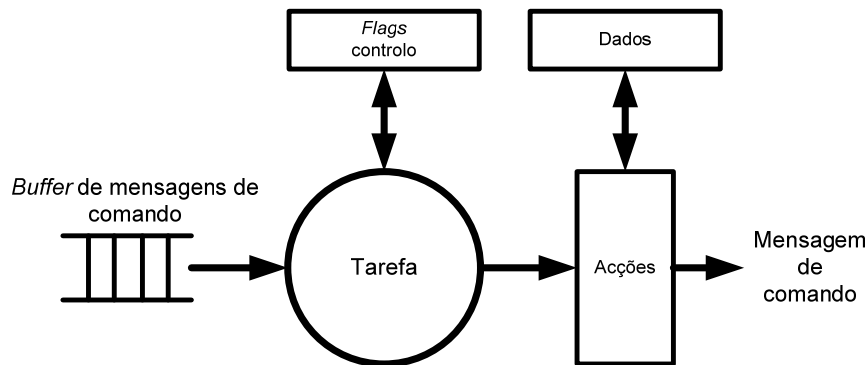 Flags
controlo
Dados
Buffer de mensagens de
comando
Tarefa
Acções
Mensagem
de
comando